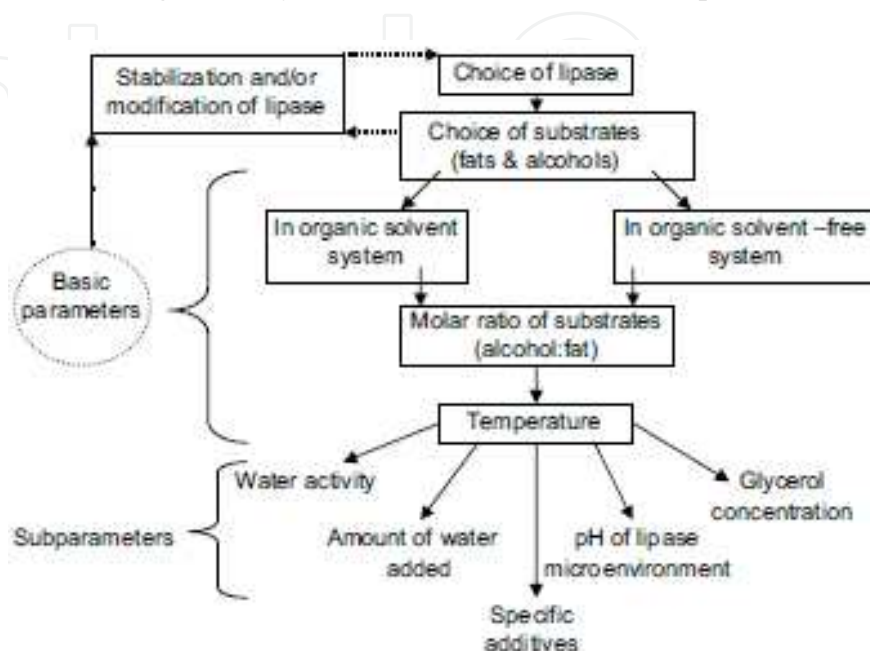 Stabilization and/or
modification of lipase
Choice of lipase
Choice of substrates
(fats & alcohols)
In organic solvent
system
In organic solvent –free
system
Basic
parameters
Molar ratio of substrates
(alcohol:fat)
Temperature
Water activity
Glycerol
concentration
Subparameters
Amount of water
added
pH of lipase
microenvironment
Specific
additives